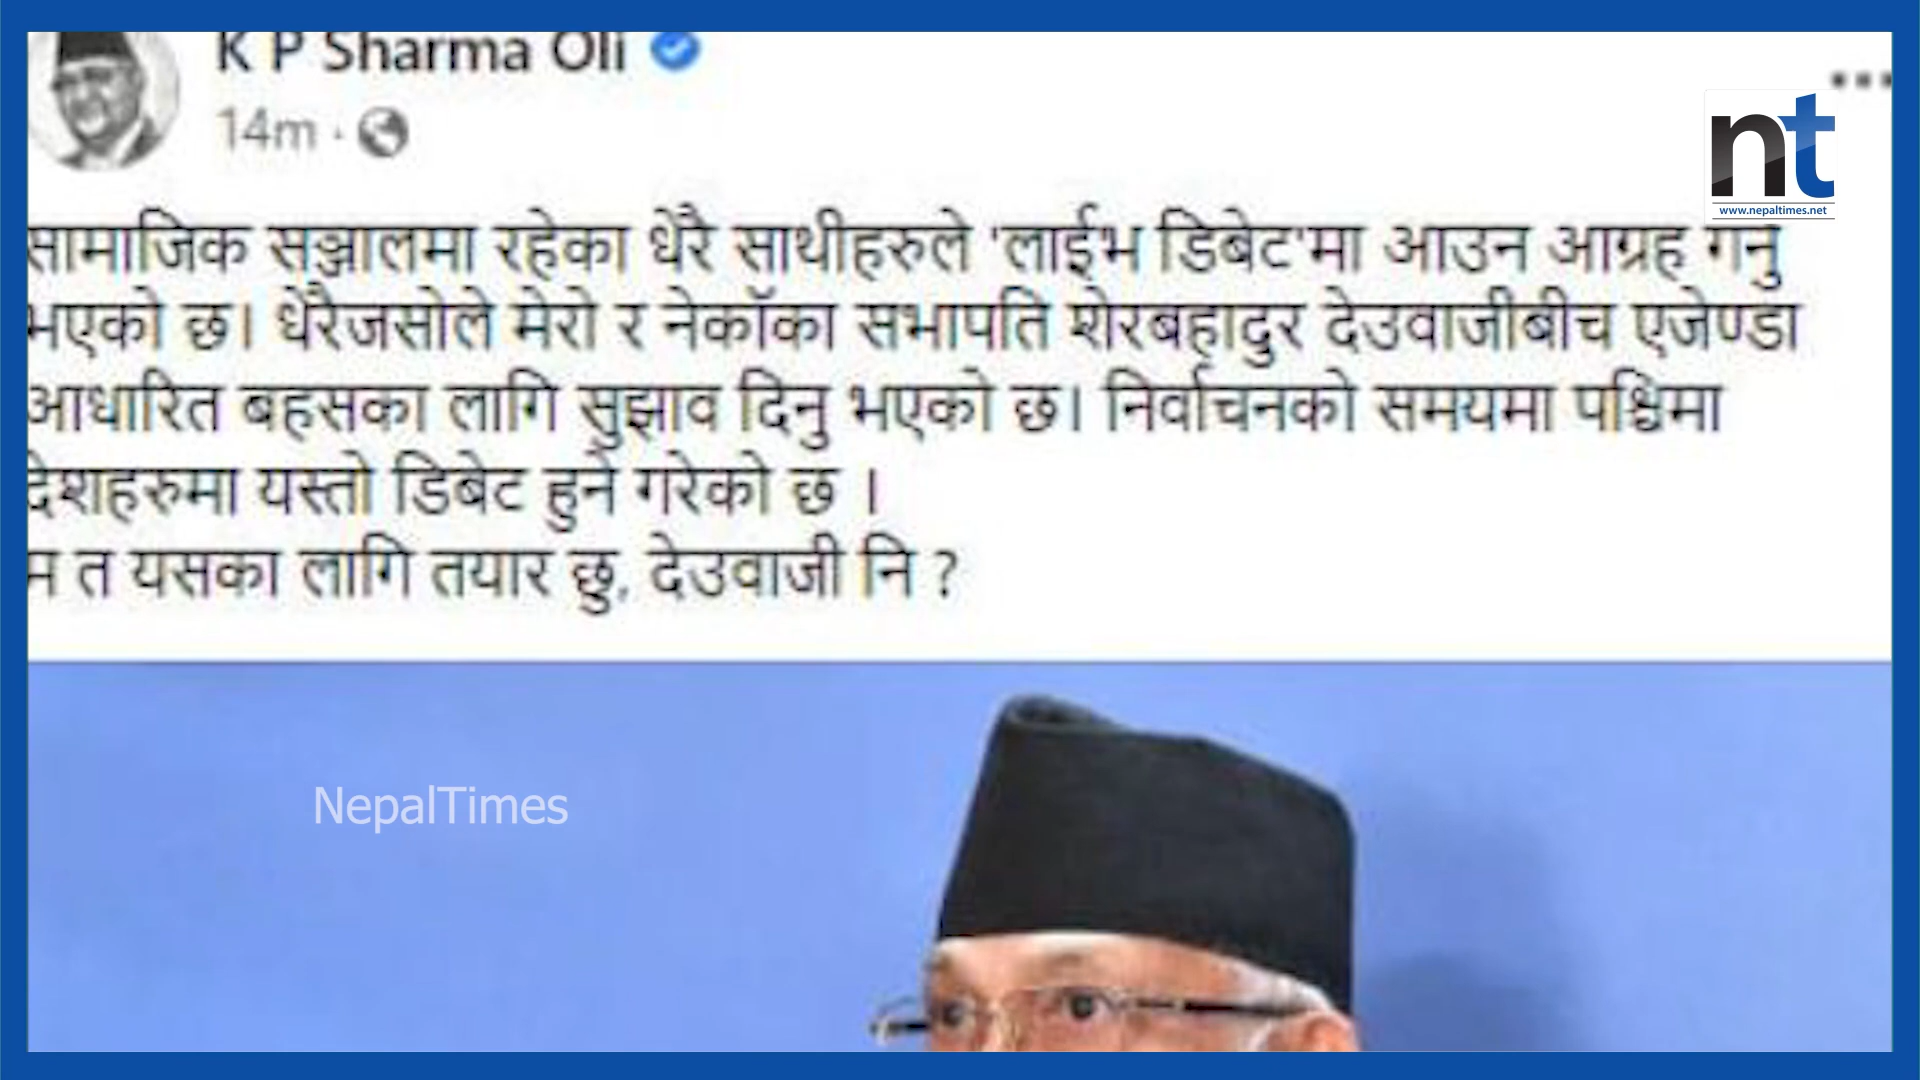 K P Sharma Oli
14m ·
nt
www.nepaltimes.net
सामाजिक सञ्जालमा रहेका धेरै साथीहरुले 'लाईभ डिबेट'मा आउन आग्रह गर्नु
भएको छ। धेरैजसोले मेरो र नेकाँका सभापति शेरबहादुर देउवाजीबीच एजेण्डा
आधारित बहसका लागि सुझाव दिनु भएको छ। निर्वाचनको समयमा पश्चिमा
देशहरुमा यस्तो डिबेट हुने गरेको छ ।
म त यसका लागि तयार छु, देउवाजी नि ?
NepalTimes